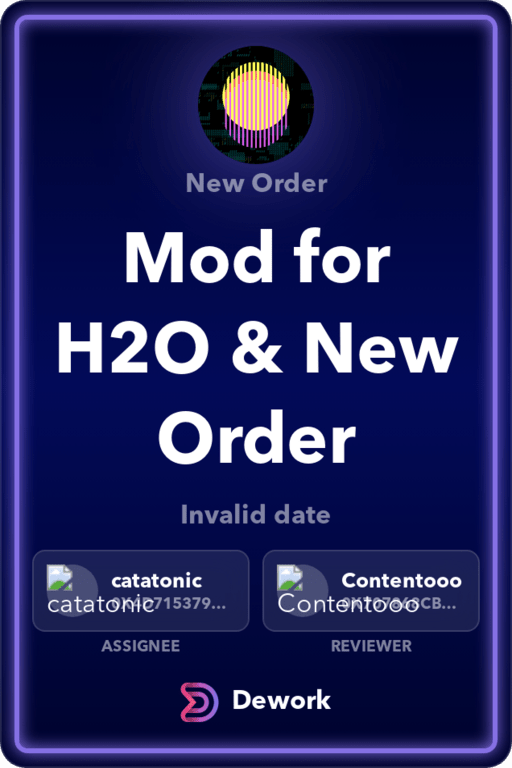 New Order
Mod for
H2O & New
Order
Invalid date
catatonic
catatonic
Contentooo
Contentooo
ASSIGNEE
REVIEWER
Dework